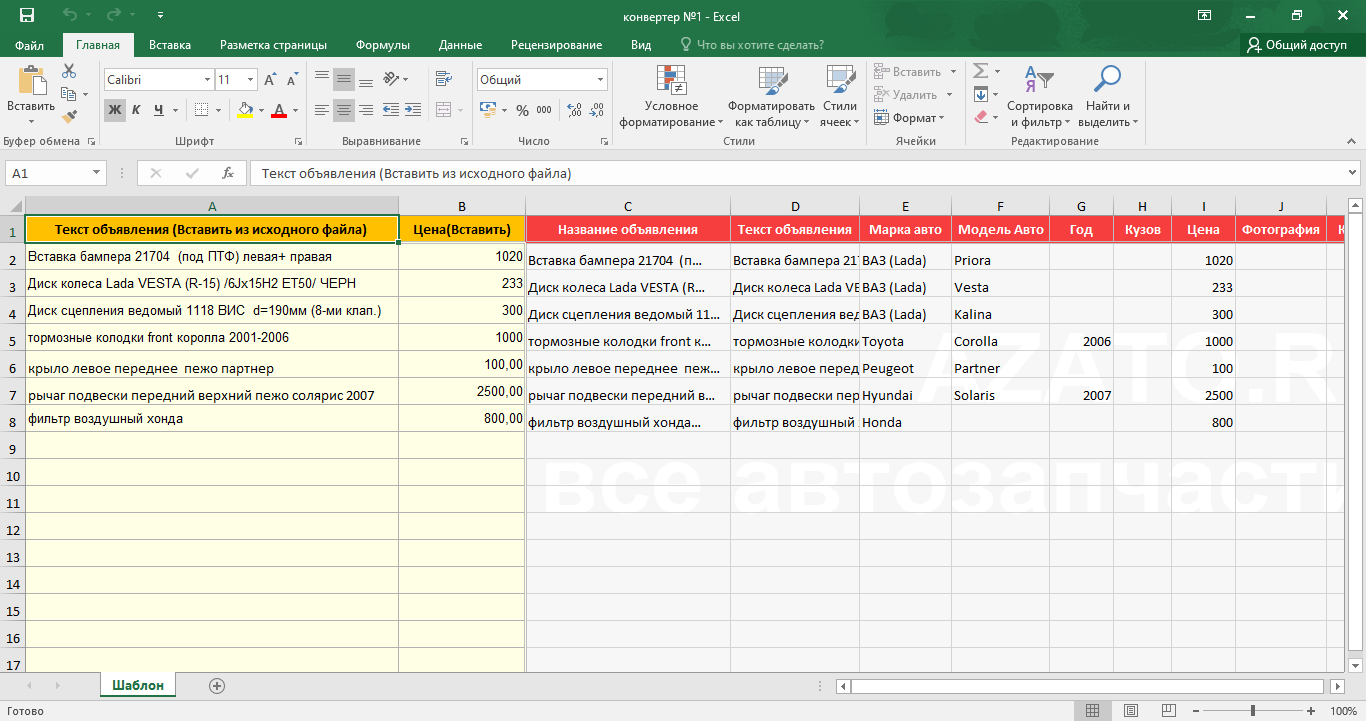 конвертер №1 - Excel
Файл Главная Вставка Разметка страницы Формулы Данные Рецензирование Вид Что вы хотите сделать? Общий доступ
Вставить
Буфер обмена
Calibri 11
Ж К Ч А
Шрифт
Выравнивание
Общий
% 000
Число
Условное форматирование
Форматировать как таблицу
Стили ячеек
Стили
Вставить
Удалить
Формат
Ячейки
Сортировка и фильтр
Найти и выделить
Редактирование
A1 fx Текст объявления (Вставить из исходного файла)
A B C D E F G H I J
1 Текст объявления (Вставить из исходного файла) Цена(Вставить) Название объявления Текст объявления Марка авто Модель Авто Год Кузов Цена Фотография К
2 Вставка бампера 21704 (под ПТФ) левая+ правая 1020 Вставка бампера 21704 (п... Вставка бампера 217 ВАЗ (Lada) Priora 1020
3 Диск колеса Lada VESTA (R-15) /6Jx15H2 ET50/ ЧЕРН 233 Диск колеса Lada VESTA (R... Диск колеса Lada VE ВАЗ (Lada) Vesta 233
4 Диск сцепления ведомый 1118 ВИС d=190мм (8-ми клап.) 300 Диск сцепления ведомый 11... Диск сцепления вед ВАЗ (Lada) Kalina 300
5 тормозные колодки front королла 2001-2006 1000 тормозные колодки front к... тормозные колодки Toyota Corolla 2006 1000
6 крыло левое переднее пежо партнер 100,00 крыло левое переднее пеж... крыло левое перед Peugeot Partner 100
7 рычаг подвески передний верхний пежо солярис 2007 2500,00 рычаг подвески передний в... рычаг подвески пер Hyundai Solaris 2007 2500
8 фильтр воздушный хонда 800,00 фильтр воздушный хонда... фильтр воздушный Honda 800
9
10
11
12
13
14
15
16
17
AZATO.R
все автозапчасти
Шаблон
Готово 100%